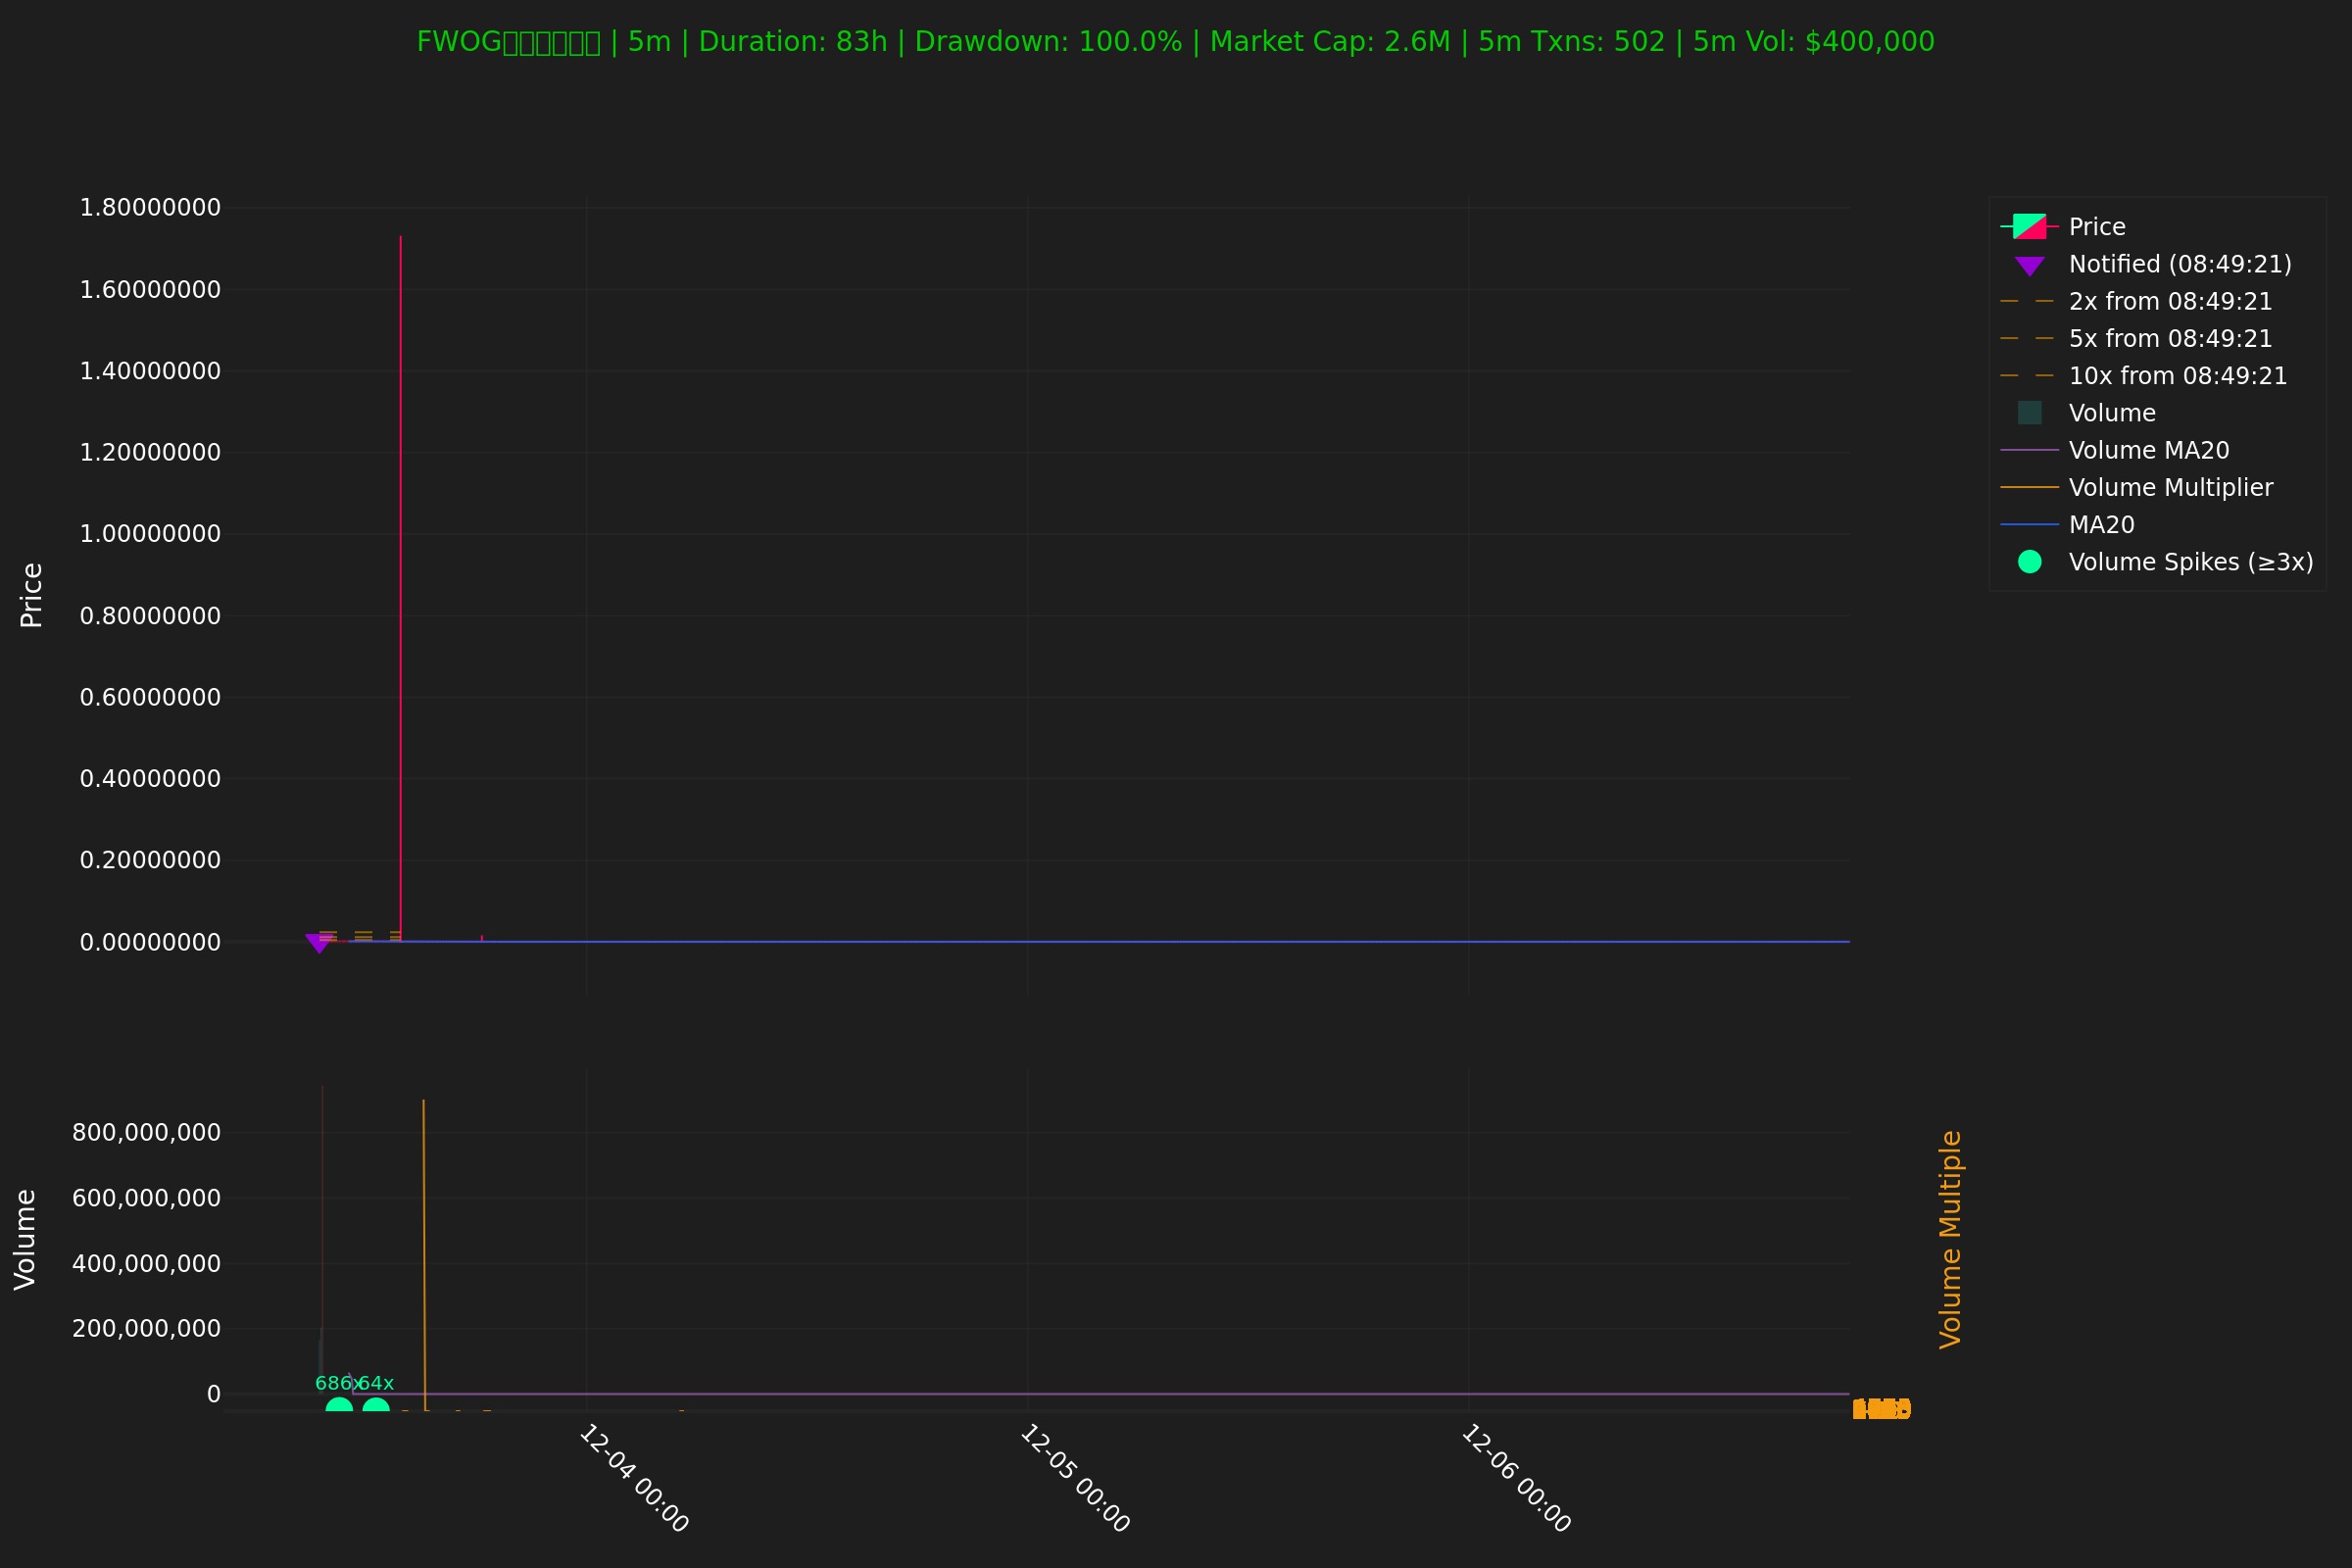 FWOG | 5m | Duration: 83h | Drawdown: 100.0% | Market Cap: 2.6M | 5m Txns: 502 | 5m Vol: $400,000
1.80000000
1.60000000
1.40000000
1.20000000
1.00000000
0.80000000
0.60000000
0.40000000
0.20000000
0.00000000
Price
Price
Notified (08:49:21)
2x from 08:49:21
5x from 08:49:21
10x from 08:49:21
Volume
Volume MA20
Volume Multiplier
MA20
Volume Spikes (≥3x)
800,000,000
600,000,000
400,000,000
200,000,000
0
Volume
686x
64x
Volume Multiple
12-04 00:00
12-05 00:00
12-06 00:00